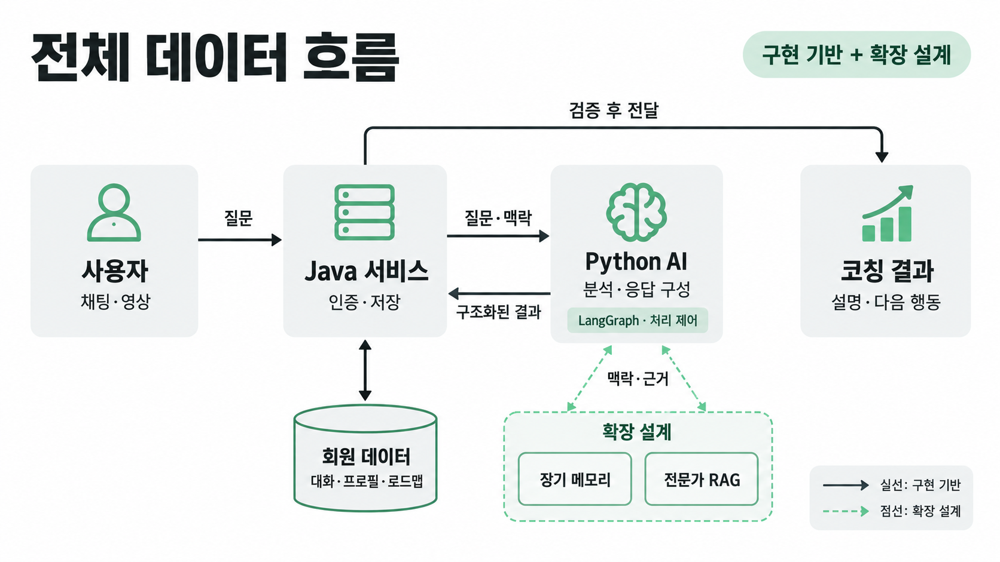 전체 데이터 흐름
구현 기반 + 확장 설계
검증 후 전달
사용자
채팅·영상
질문
Java 서비스
인증·저장
질문·맥락
구조화된 결과
Python AI
분석·응답 구성
LangGraph · 처리 제어
코칭 결과
설명·다음 행동
맥락·근거
회원 데이터
대화·프로필·로드맵
확장 설계
장기 메모리
전문가 RAG
실선: 구현 기반
점선: 확장 설계